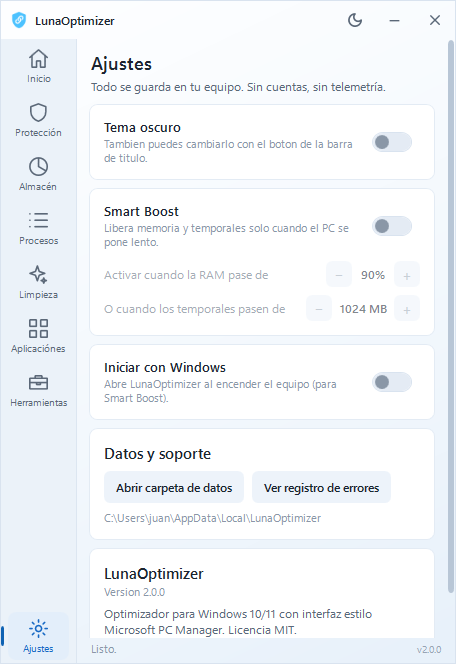 LunaOptimizer
Inicio
Protección
Almacén
Procesos
Limpieza
Aplicaciónes
Herramientas
Ajustes
Ajustes
Todo se guarda en tu equipo. Sin cuentas, sin telemetría.
Tema oscuro
Tambien puedes cambiarlo con el boton de la barra
de titulo.
Smart Boost
Libera memoria y temporales solo cuando el PC se
pone lento.
Activar cuando la RAM pase de − 90% +
O cuando los temporales pasen de − 1024 MB +
Iniciar con Windows
Abre LunaOptimizer al encender el equipo (para
Smart Boost).
Datos y soporte
Abrir carpeta de datos Ver registro de errores
C:\Users\juan\AppData\Local\LunaOptimizer
LunaOptimizer
Version 2.0.0
Optimizador para Windows 10/11 con interfaz estilo
Microsoft PC Manager. Licencia MIT.
Listo. v2.0.0